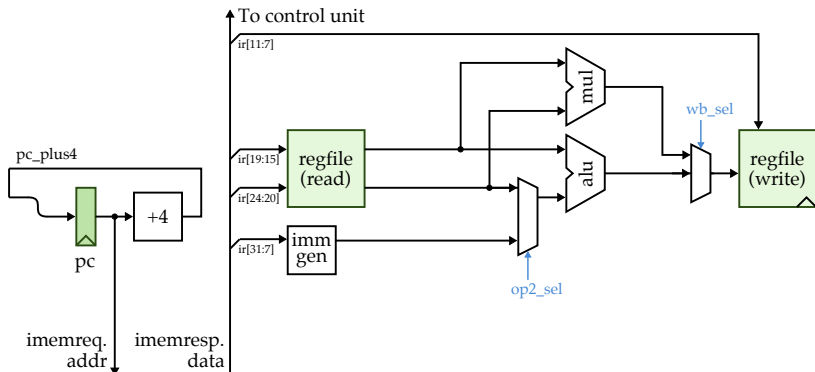 To control unit
ir[11:7]
mul
wb_sel
pc_plus4
ir[19:15]
regfile
(read)
alu
regfile
(write)
ir[24:20]
+4
pc
ir[31:7]
imm
gen
op2_sel
imemreq.
addr
imemresp.
data